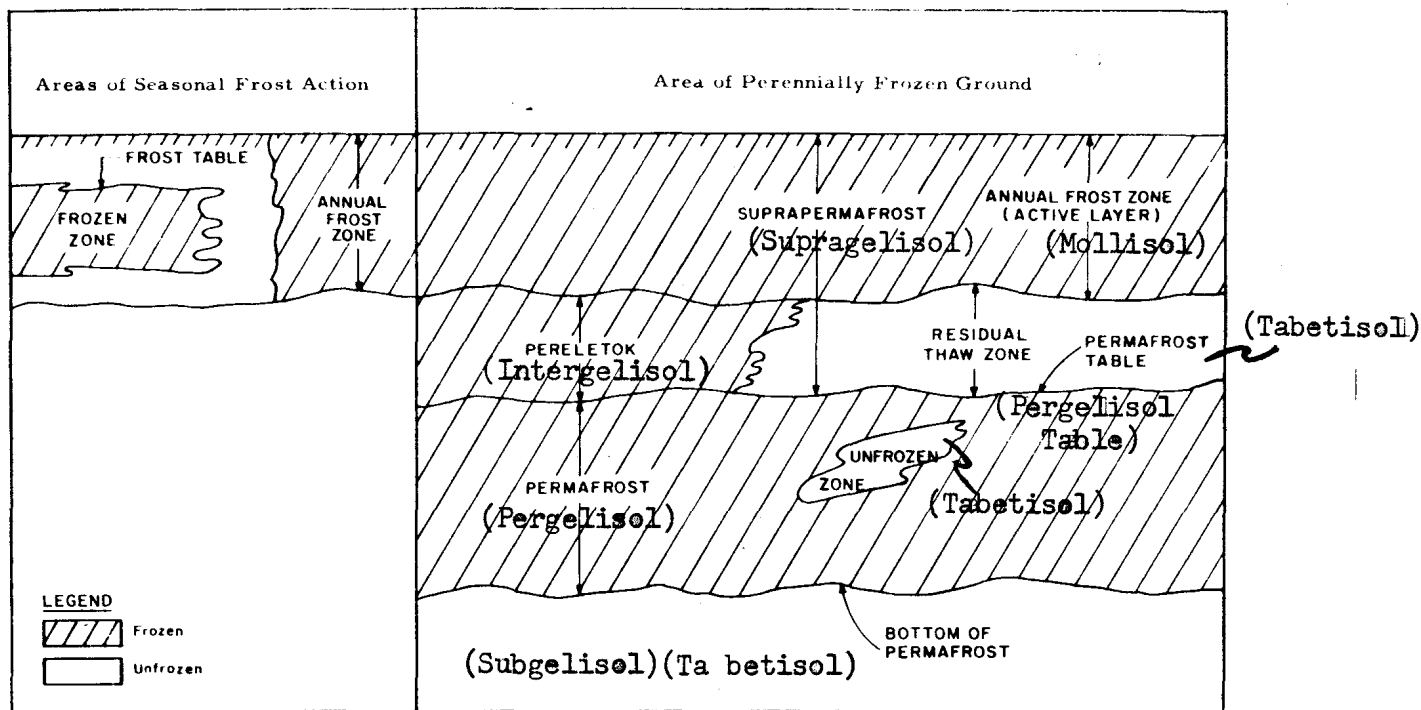 Areas of Seasonal Frost Action
Area of Perennially Frozen Ground
FROST TABLE
FROZEN
ZONE
ANNUAL
FROST
ZONE
SUPRAPERMAFROST
(Supragelisol)
ANNUAL FROST ZONE
(ACTIVE LAYER)
(Mollisol)
PERELETOK
(Intergelisol)
RESIDUAL
THAW ZONE
PERMAFROST
TABLE
(Tabetisol)
(Pergelisol
Table)
UNFROZEN
ZONE
(Tabetisol)
PERMAFROST
(Pergelisol)
BOTTOM OF
PERMAFROST
(Subgelisol)(Ta betisol)
LEGEND
Frozen
Unfrozen